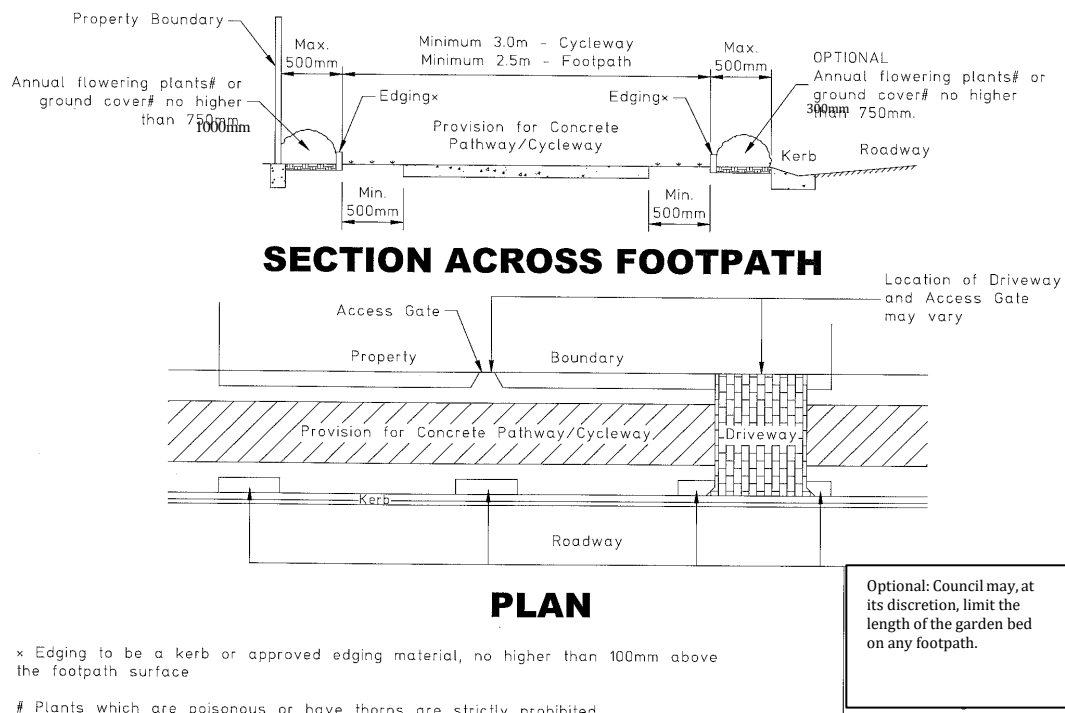 Property Boundary
Max.
500mm
Minimum 3.0m - Cycleway
Minimum 2.5m - Footpath
Max.
500mm
OPTIONAL
Annual flowering plants# or
ground cover# no higher
than 750mm.
300mm
Annual flowering plants# or
ground cover# no higher
than 750mm
1000mm
Edging×
Edging×
Provision for Concrete
Pathway/Cycleway
Kerb
Roadway
Min.
500mm
Min.
500mm
SECTION ACROSS FOOTPATH
Location of Driveway
and Access Gate
may vary
Access Gate
Property
Boundary
Provision for Concrete Pathway/Cycleway
Driveway
Kerb
Roadway
PLAN
Optional: Council may, at
its discretion, limit the
length of the garden bed
on any footpath.
× Edging to be a kerb or approved edging material, no higher than 100mm above
the footpath surface
# Plants which are poisonous or have thorns are strictly prohibited